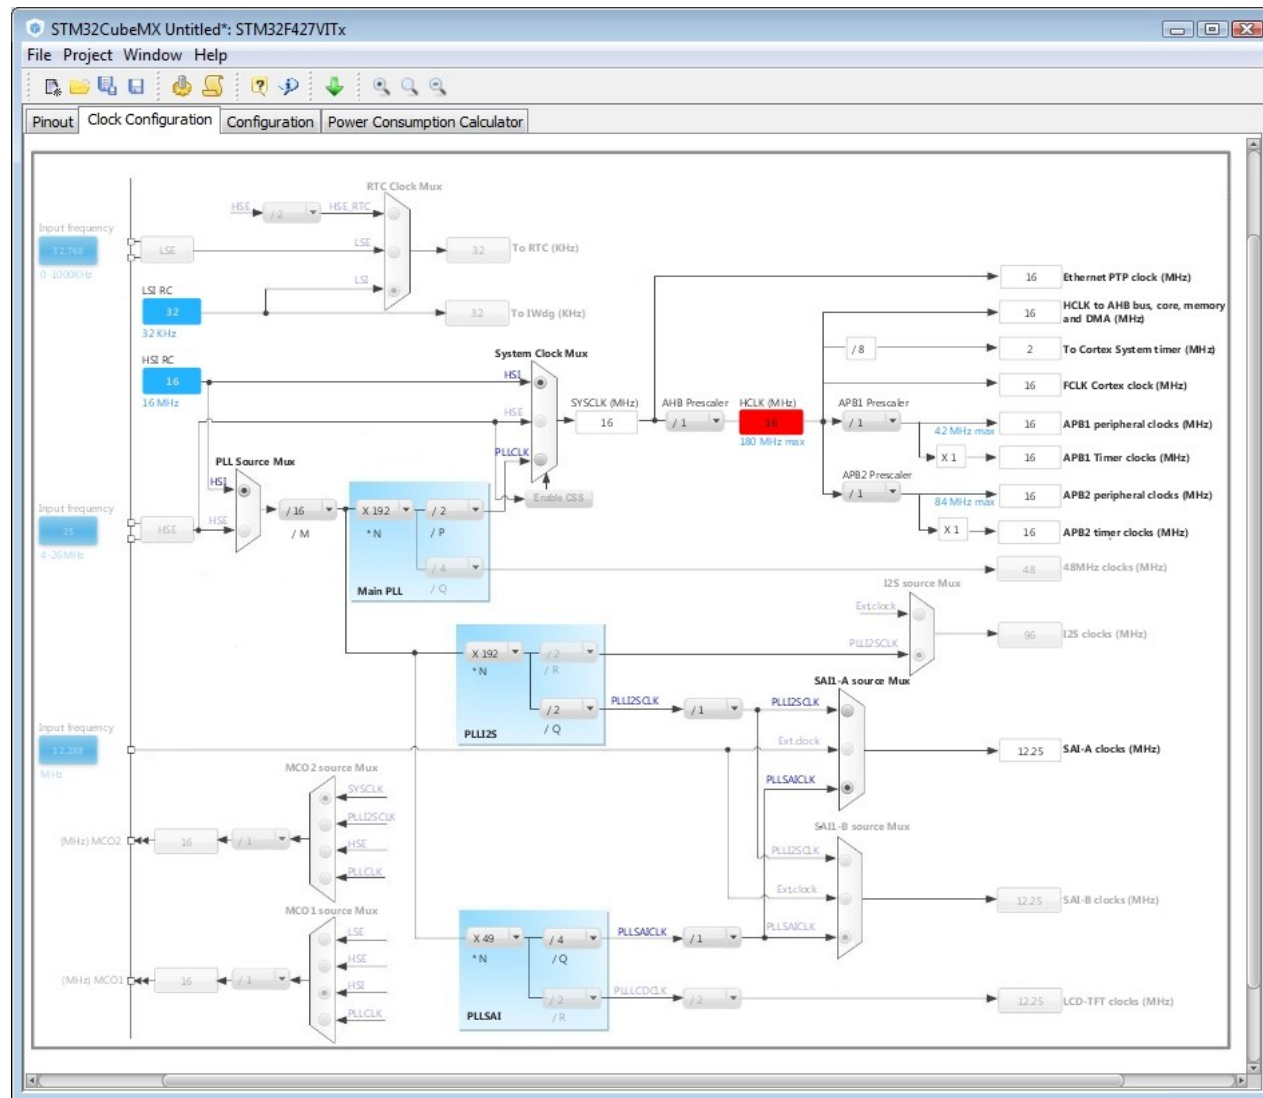 STM32CubeMX Untitled*: STM32F427VITx
File Project Window Help
Pinout Clock Configuration Configuration Power Consumption Calculator
RTC Clock Mux
HSE /2 HSE_RTC
Input frequency
32.768
0-1000KHz
LSE
LSE
32 To RTC (KHz)
LSI RC
LSI
32
32 KHz
32 To IWdg (KHz)
16 Ethernet PTP clock (MHz)
16 HCLK to AHB bus, core, memory
and DMA (MHz)
/ 8 2 To Cortex System timer (MHz)
System Clock Mux
HSI RC
16
16 MHz
HSI
16 FCLK Cortex clock (MHz)
SYSCLK (MHz) AHB Prescaler HCLK (MHz) APB1 Prescaler
HSE 16 / 1 16 / 1
180 MHz max
42 MHz max 16 APB1 peripheral clocks (MHz)
X 1 16 APB1 Timer clocks (MHz)
PLLCLK
PLL Source Mux
HSI
APB2 Prescaler
/ 1
84 MHz max 16 APB2 peripheral clocks (MHz)
X 1 16 APB2 timer clocks (MHz)
Enable CSS
Input frequency
25
4-26MHz
HSE
HSE
/ 16
/ M
X 192
* N
/ 2
/ P
/ 4
/ Q
Main PLL
48 48MHz clocks (MHz)
I2S source Mux
Ext.clock
PLLI2SCLK
96 I2S clocks (MHz)
X 192
* N
/ 2
/ R
/ 2
/ Q
PLLI2S
PLLI2SCLK / 1 PLLI2SCLK
SAI1-A source Mux
Input frequency
12.288
MHz
Ext.clock
PLLSAICLK
12.25 SAI-A clocks (MHz)
MCO2 source Mux
SYSCLK
PLLI2SCLK
HSE
PLLCLK
(MHz) MCO2 16 / 1
SAI1-B source Mux
PLLI2SCLK
Ext.clock
PLLSAICLK
12.25 SAI-B clocks (MHz)
MCO1 source Mux
LSE
HSE
HSI
PLLCLK
(MHz) MCO1 16 / 1
X 49
* N
/ 4
/ Q
PLLSAICLK / 1
/ 2
/ R
PLLSAI
PLLLCDCLK / 2
12.25 LCD-TFT clocks (MHz)